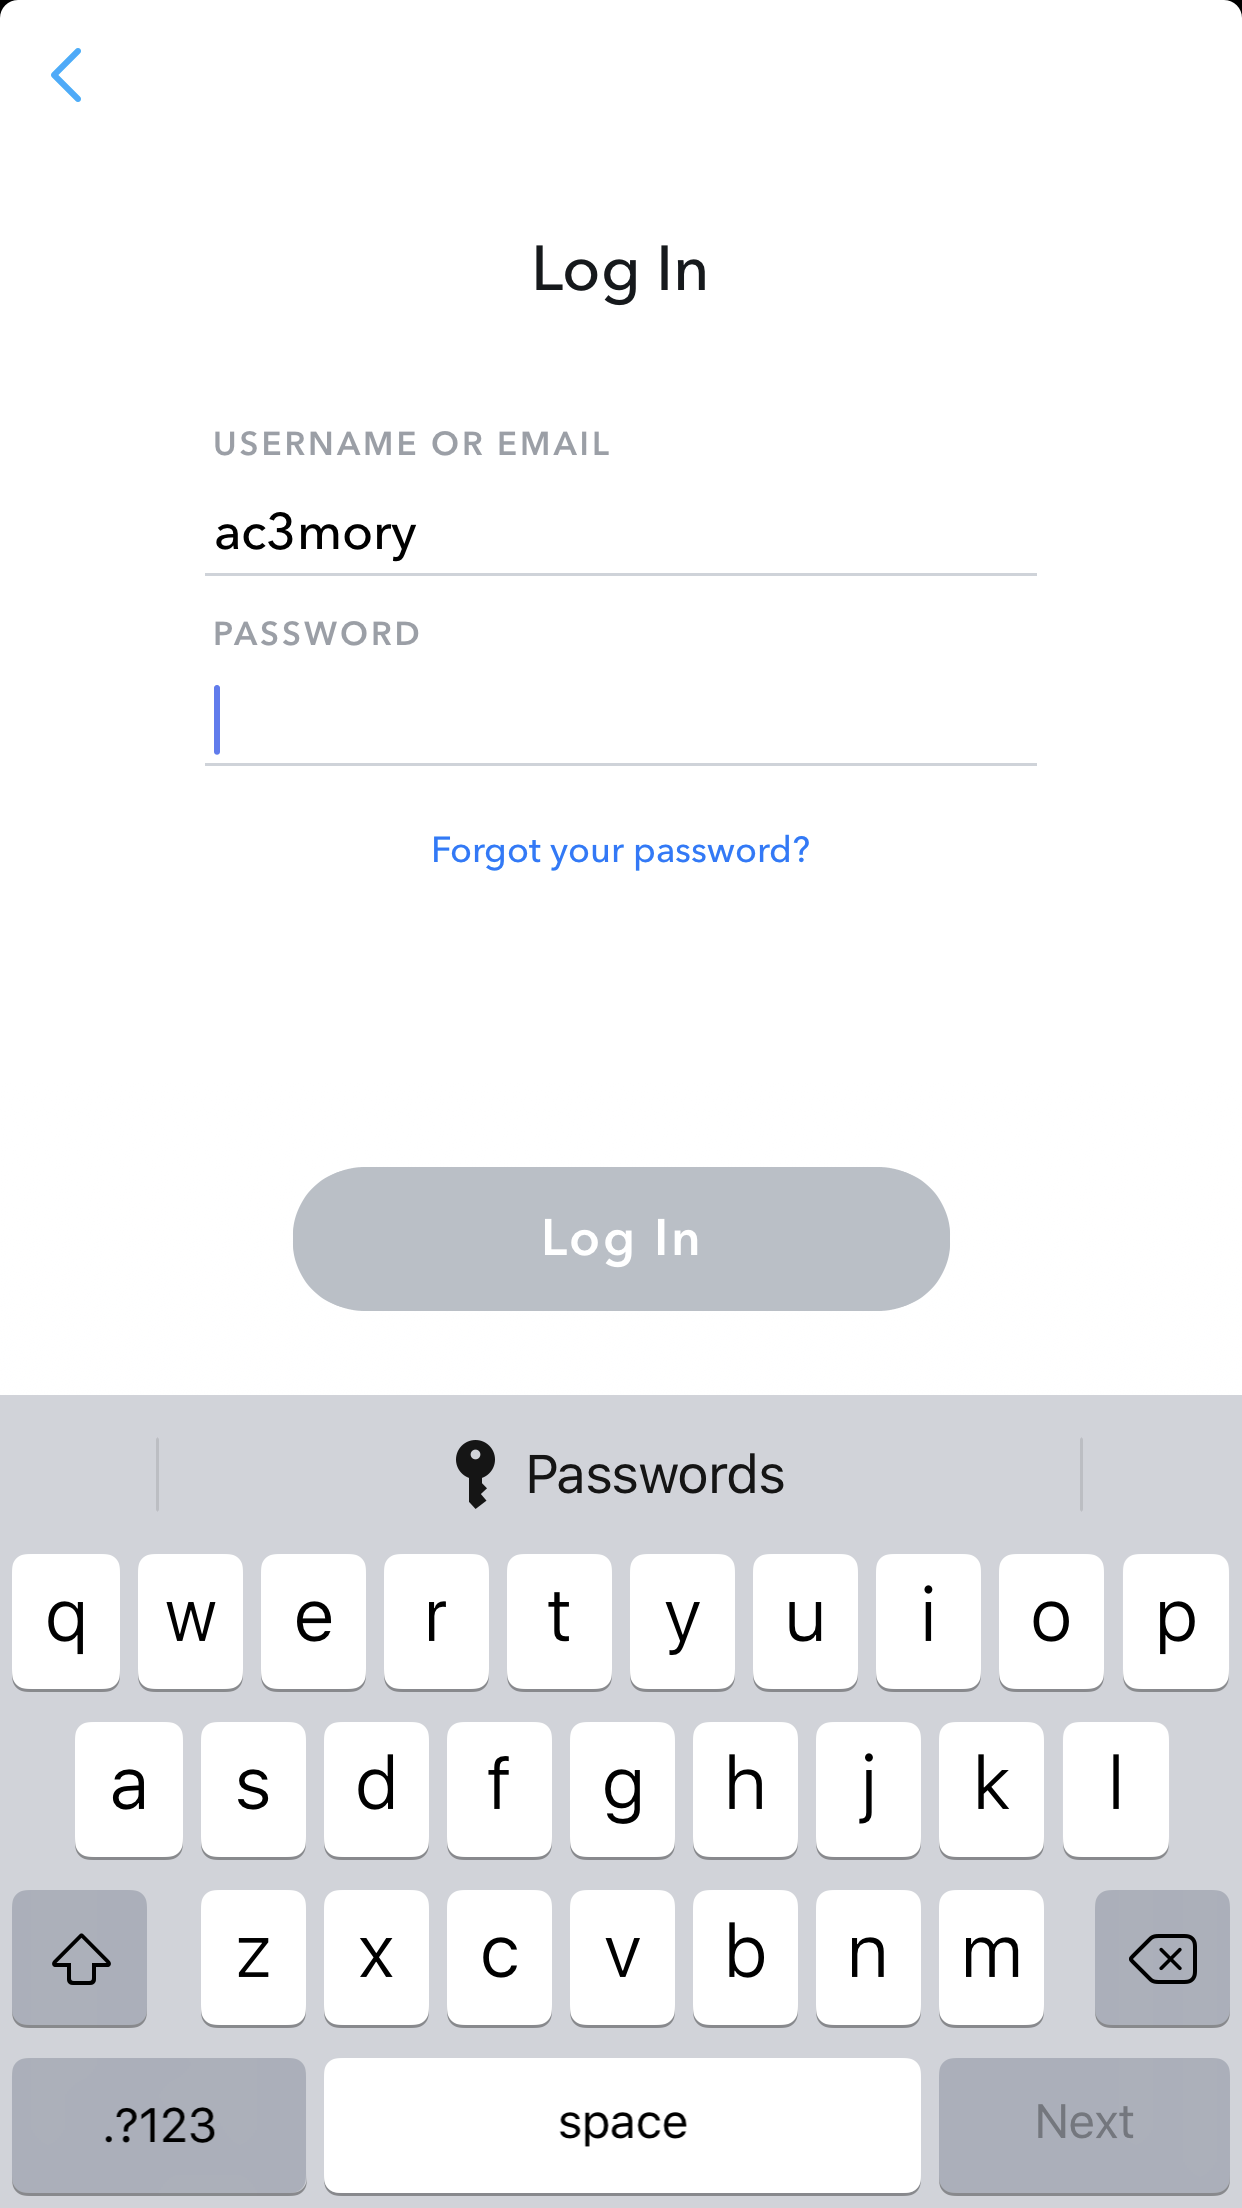 Log In
USERNAME OR EMAIL
ac3mory
PASSWORD
Forgot your password?
Log In
Passwords
q w e r t y u i o p
a s d f g h j k l
z x c v b n m
.?123 space Next